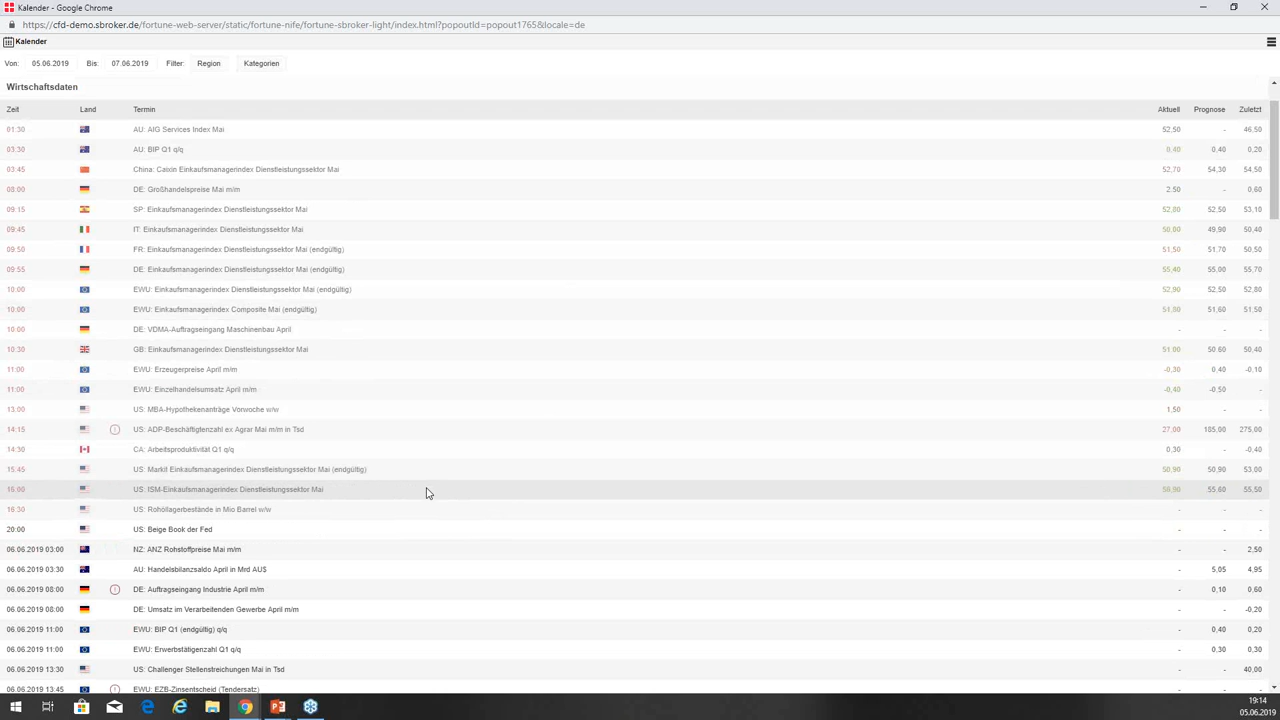 Kalender - Google Chrome
https://cfd-demo.sbroker.de/fortune-web-server/static/fortune-nife/fortune-sbroker-light/index.html?popoutId=popout1765&dlocale=de
Kalender
Von: 05.06.2019 Bis: 07.06.2019 Filter: Region Kategorien
Wirtschaftsdaten
Zeit Land Termin Aktuell Prognose Zuletzt
01:30 AU: AIG Services Index Mai 52,50 - 46,50
03:30 AU: BIP Q1 q/q 0,40 0,40 0,20
03:45 China: Caixin Einkaufsmanagerindex Dienstleistungssektor Mai 52,70 54,30 54,50
08:00 DE: Großhandelspreise Mai m/m 2,50 - 0,60
09:15 SP: Einkaufsmanagerindex Dienstleistungssektor Mai 52,80 52,50 53,10
09:45 IT: Einkaufsmanagerindex Dienstleistungssektor Mai 50,00 49,90 50,40
09:50 FR: Einkaufsmanagerindex Dienstleistungssektor Mai (endgültig) 51,50 51,70 50,50
09:55 DE: Einkaufsmanagerindex Dienstleistungssektor Mai (endgültig) 55,40 55,00 55,70
10:00 EWU: Einkaufsmanagerindex Dienstleistungssektor Mai (endgültig) 52,90 52,50 52,80
10:00 EWU: Einkaufsmanagerindex Composite Mai (endgültig) 51,80 51,60 51,50
10:00 DE: VDMA-Auftragseingang Maschinenbau April - - -
10:30 GB: Einkaufsmanagerindex Dienstleistungssektor Mai 51,00 50,60 50,40
11:00 EWU: Erzeugerpreise April m/m -0,30 0,40 -0,10
11:00 EWU: Einzelhandelsumsatz April m/m -0,40 -0,50 -
13:00 US: MBA-Hypothekenanträge Vorwoche w/w 1,50 - -
14:15 US: ADP-Beschäftigtenzahl ex Agrar Mai m/m in Tsd 27,00 185,00 275,00
14:30 CA: Arbeitsproduktivität Q1 q/q 0,30 - -0,40
15:45 US: Markit Einkaufsmanagerindex Dienstleistungssektor Mai (endgültig) 50,90 50,90 53,00
US: ISM-Einkaufsmanagerindex Dienstleistungssektor Mai 56,90 55,60 55,50
16:30 US: Rohöllagerbestände in Mio Barrel w/w - - -
20:00 US: Beige Book der Fed - - -
06.06.2019 03:00 NZ: ANZ Rohstoffpreise Mai m/m - - 2,50
06.06.2019 03:30 AU: Handelsbilanzsaldo April in Mrd AU$ - 5,05 4,95
06.06.2019 08:00 DE: Auftragseingang Industrie April m/m - 0,10 0,60
06.06.2019 08:00 DE: Umsatz im Verarbeitenden Gewerbe April m/m - - -0,20
06.06.2019 11:00 EWU: BIP Q1 (endgültig) q/q - 0,40 0,20
06.06.2019 11:00 EWU: Erwerbstätigenzahl Q1 q/q - 0,30 0,30
06.06.2019 13:30 US: Challenger Stellenstreichungen Mai in Tsd - - 40,00
06.06.2019 13:45 EWU: EZB-Zinsentscheid (Tendersatz) - - -
19:14
05.06.2019